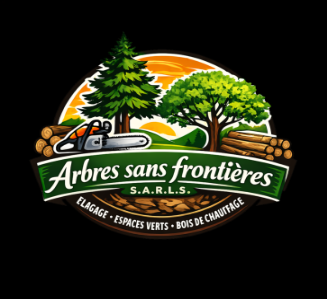 Arbres sans frontières
S.A.R.L.S.
ELAGAGE • ESPACES VERTS • BOIS DE CHAUFFAGE